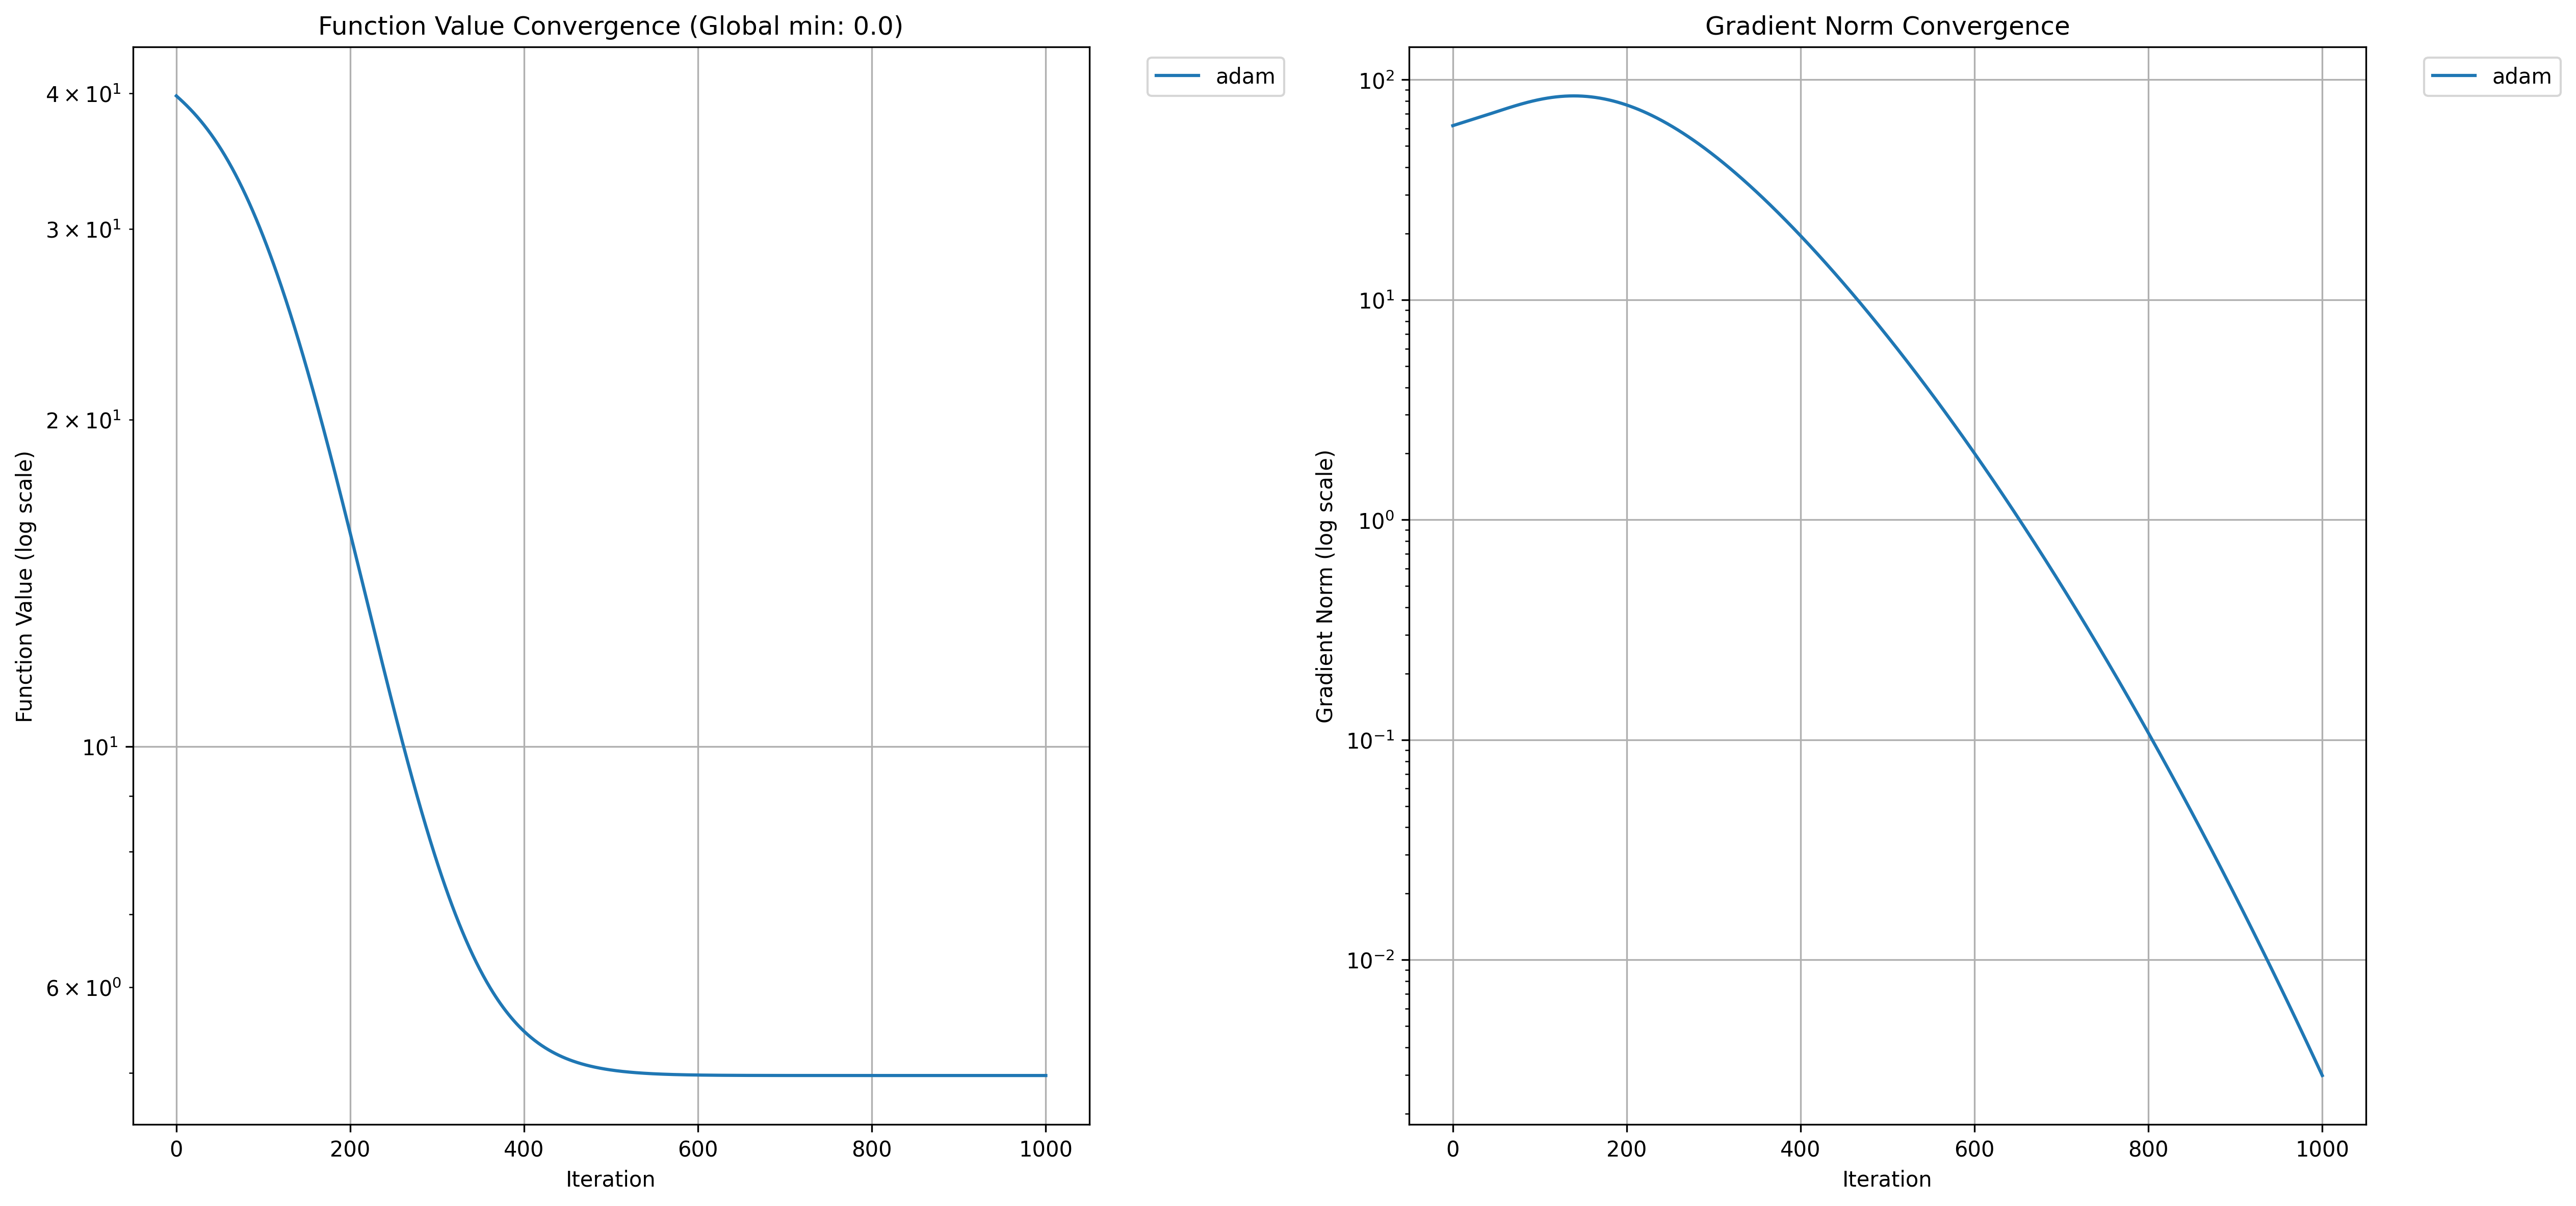 Function Value Convergence (Global min: 0.0)
Function Value (log scale)
4 × 10¹
3 × 10¹
2 × 10¹
10¹
6 × 10⁰
0 200 400 600 800 1000
Iteration
adam
Gradient Norm Convergence
Gradient Norm (log scale)
10²
10¹
10⁰
10⁻¹
10⁻²
0 200 400 600 800 1000
Iteration
adam